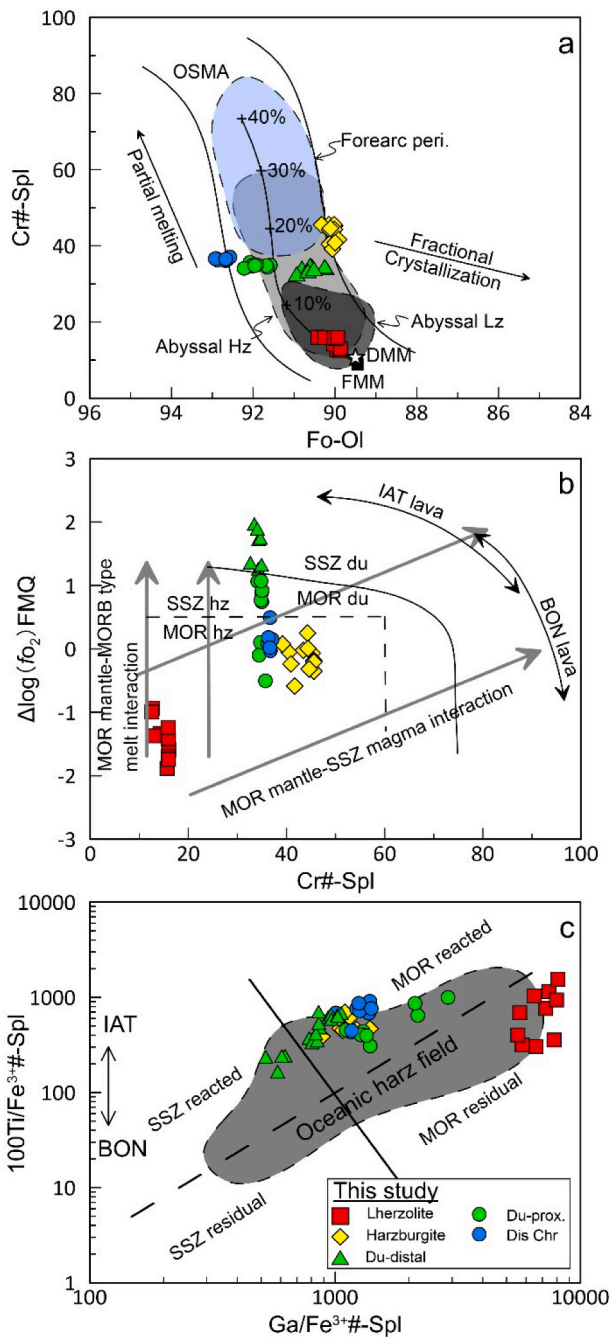 a
100
80
60
40
20
0
Cr#-Spl
OSMA
+40%
+30%
+20%
+10%
Forearc peri.
Partial melting
Fractional
Crystallization
Abyssal Hz
Abyssal Lz
DMM
FMM
96
94
92
90
88
86
84
Fo-Ol
b
3
2
1
0
-1
-2
-3
Δlog(fo₂) FMQ
IAT lava
BON lava
SSZ du
MOR du
SSZ hz
MOR hz
MOR mantle-MORB type
melt interaction
MOR mantle-SSZ magma interaction
0
20
40
60
80
100
Cr#-Spl
c
10000
1000
100
10
1
100Ti/Fe³⁺#-Spl
IAT
BON
MOR reacted
SSZ reacted
Oceanic harz field
MOR residual
SSZ residual
This study
Lherzolite
Du-prox.
Harzburgite
Dis Chr
Du-distal
100
1000
10000
Ga/Fe³⁺#-Spl